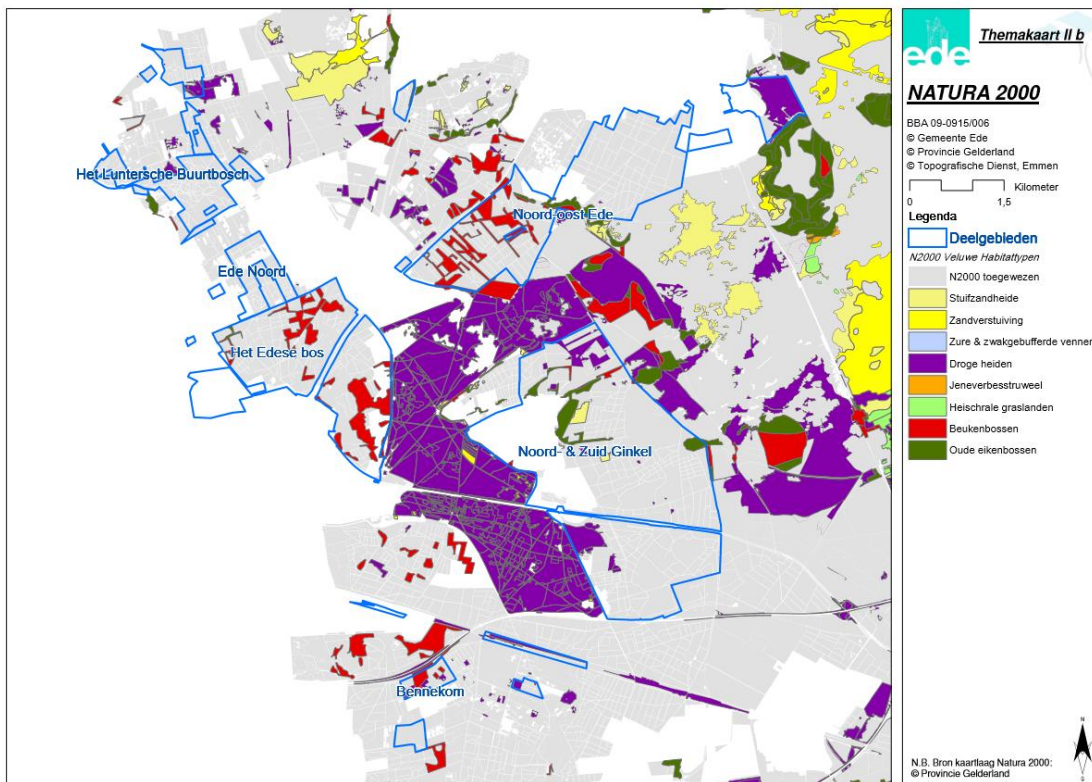 Het Luntersche Buurtbosch
Noord-oost Ede
Ede Noord
Het Edese bos
Noord- & Zuid Ginkel
Bennekom
ede
Themakaart II b
NATURA 2000
BBA 09-0915/006
© Gemeente Ede
© Provincie Gelderland
© Topografische Dienst, Emmen
Kilometer
0 1,5
Legenda
Deelgebieden
N2000 Veluwe Habitattypen
N2000 toegewezen
Stuifzandheide
Zandverstuiving
Zure & zwakgebufferde venner
Droge heiden
Jeneverbesstruweel
Heischrale graslanden
Beukenbossen
Oude eikenbossen
N
N.B. Bron kaartlaag Natura 2000:
© Provincie Gelderland